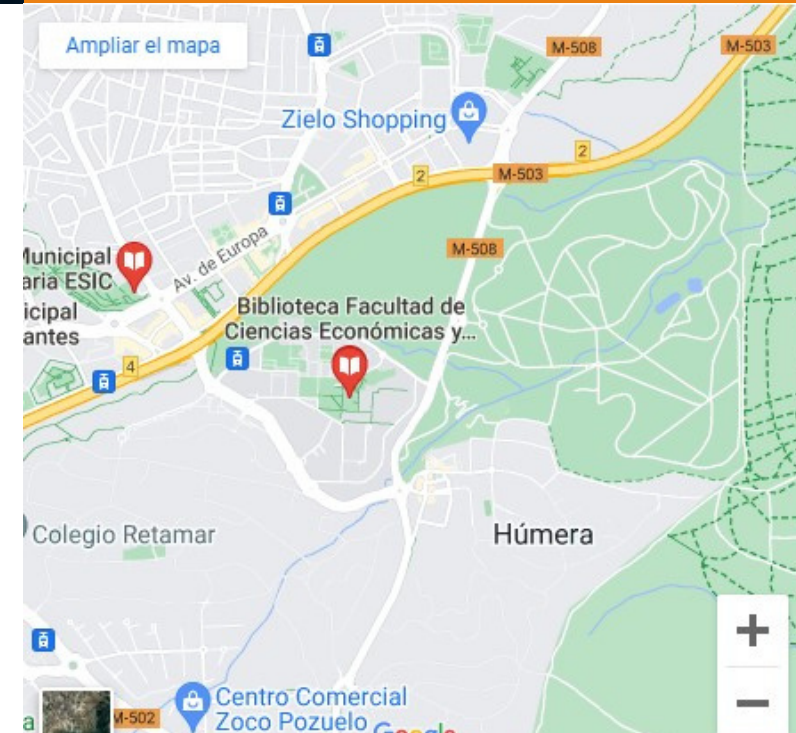 Ampliar el mapa
M-508
M-503
Zielo Shopping
2
2
M-503
Municipal
aria ESIC
Av. de Europa
M-508
icipal
antes
Biblioteca Facultad de
Ciencias Económicas y...
4
Colegio Retamar
Húmera
+
−
a
M-502
Centro Comercial
Zoco Pozuelo
Google